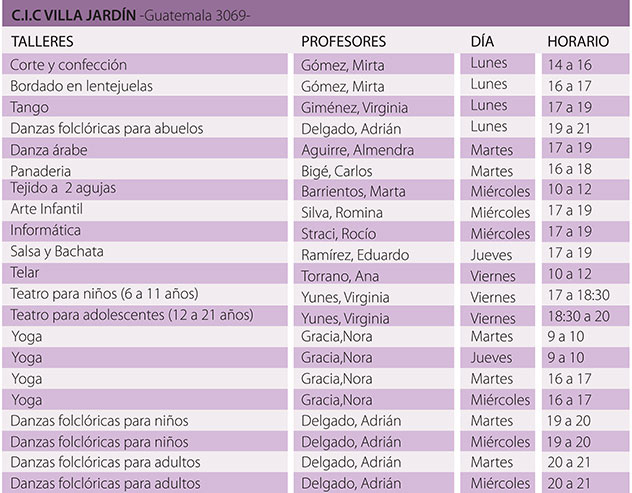 C.I.C VILLA JARDÍN -Guatemala 3069-
TALLERES PROFESORES DÍA HORARIO
Corte y confección Gómez, Mirta Lunes 14 a 16
Bordado en lentejuelas Gómez, Mirta Lunes 16 a 17
Tango Giménez, Virginia Lunes 17 a 19
Danzas folclóricas para abuelos Delgado, Adrián Lunes 19 a 21
Danza árabe Aguirre, Almendra Martes 17 a 19
Panaderia Bigé, Carlos Martes 16 a 18
Tejido a 2 agujas Barrientos, Marta Miércoles 10 a 12
Arte Infantil Silva, Romina Miércoles 17 a 19
Informática Straci, Rocío Miércoles 17 a 19
Salsa y Bachata Ramírez, Eduardo Jueves 17 a 19
Telar Torrano, Ana Viernes 10 a 12
Teatro para niños (6 a 11 años) Yunes, Virginia Viernes 17 a 18:30
Teatro para adolescentes (12 a 21 años) Yunes, Virginia Viernes 18:30 a 20
Yoga Gracia,Nora Martes 9 a 10
Yoga Gracia,Nora Jueves 9 a 10
Yoga Gracia,Nora Martes 16 a 17
Yoga Gracia,Nora Miércoles 16 a 17
Danzas folclóricas para niños Delgado, Adrián Martes 19 a 20
Danzas folclóricas para niños Delgado, Adrián Miércoles 19 a 20
Danzas folclóricas para adultos Delgado, Adrián Martes 20 a 21
Danzas folclóricas para adultos Delgado, Adrián Miércoles 20 a 21